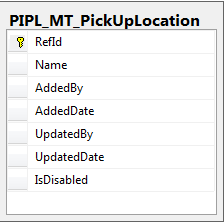 PIPL_MT_PickUpLocation
RefId
Name
AddedBy
AddedDate
UpdatedBy
UpdatedDate
IsDisabled